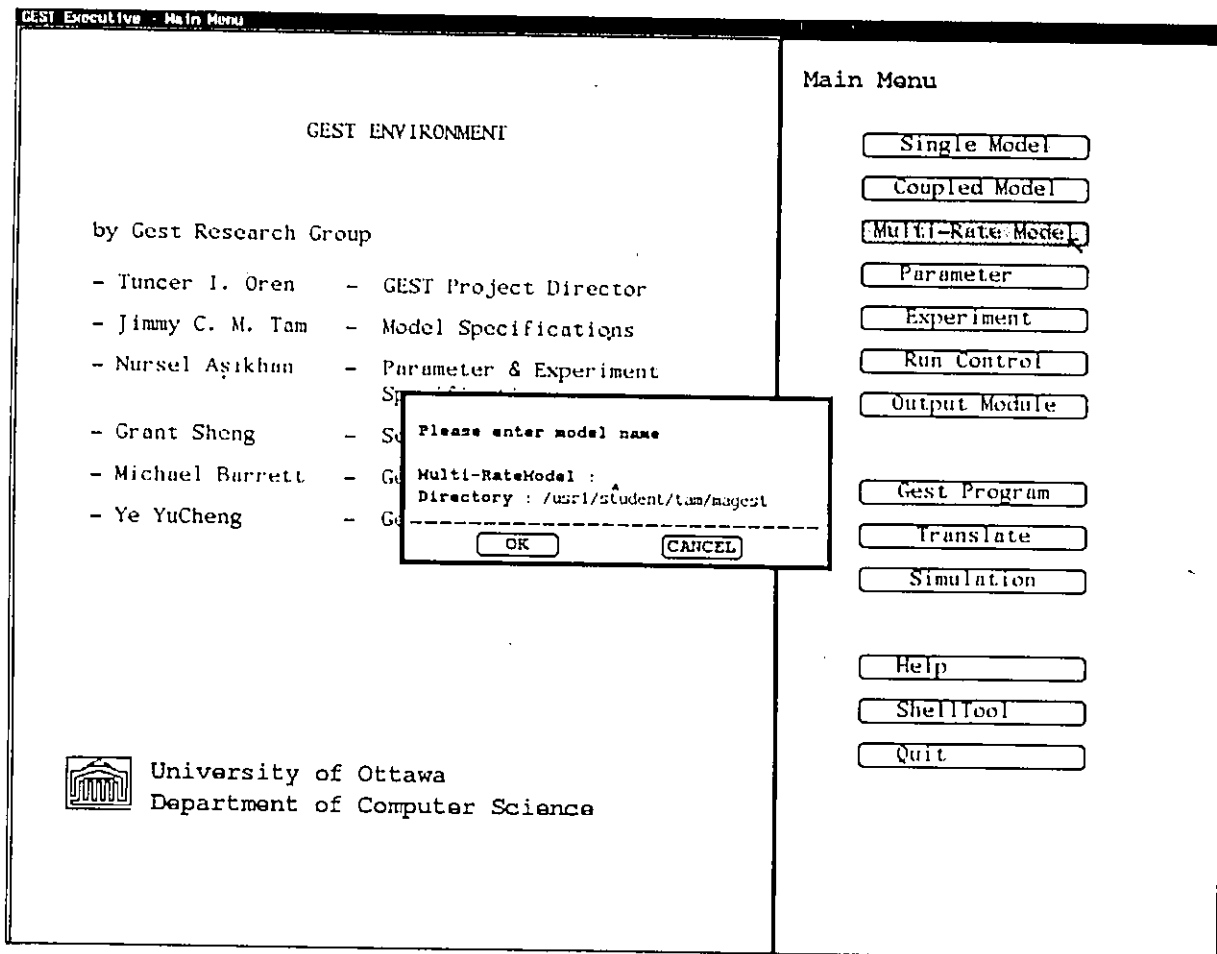 GEST Executive - Main Menu
GEST ENVIRONMENT
by Gest Research Group
- Tuncer I. Oren - GEST Project Director
- Jimmy C. M. Tam - Model Specifications
- Nursel Aşıkhan - Parameter & Experiment
Sp
- Grant Sheng - S
- Michael Barrett - G
- Ye YuCheng - G
Please enter model name
Multi-RateModel :
Directory : /usr1/student/tam/magest
OK CANCEL
University of Ottawa
Department of Computer Science
Main Menu
Single Model
Coupled Model
Multi-Rate Model
Parameter
Experiment
Run Control
Output Module
Gest Program
Translate
Simulation
Help
ShellTool
Quit